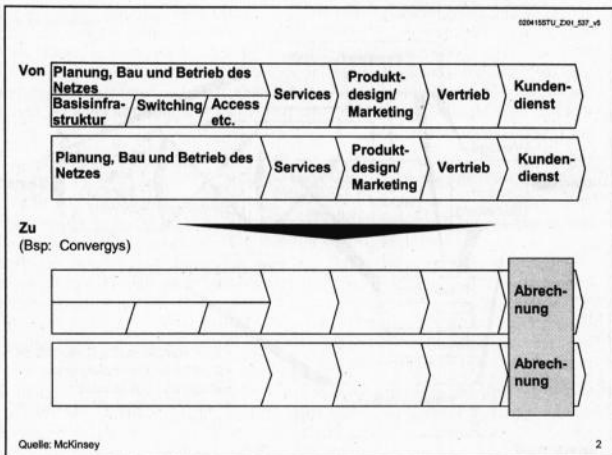 020415STU_ZXH_537_v5
Von
Planung, Bau und Betrieb des
Netzes
Basisinfra-
struktur
Switching
Access
etc.
Services
Produkt-
design/
Marketing
Vertrieb
Kunden-
dienst
Planung, Bau und Betrieb des
Netzes
Services
Produkt-
design/
Marketing
Vertrieb
Kunden-
dienst
Zu
(Bsp: Convergys)
Abrech-
nung
Abrech-
nung
Quelle: McKinsey
2